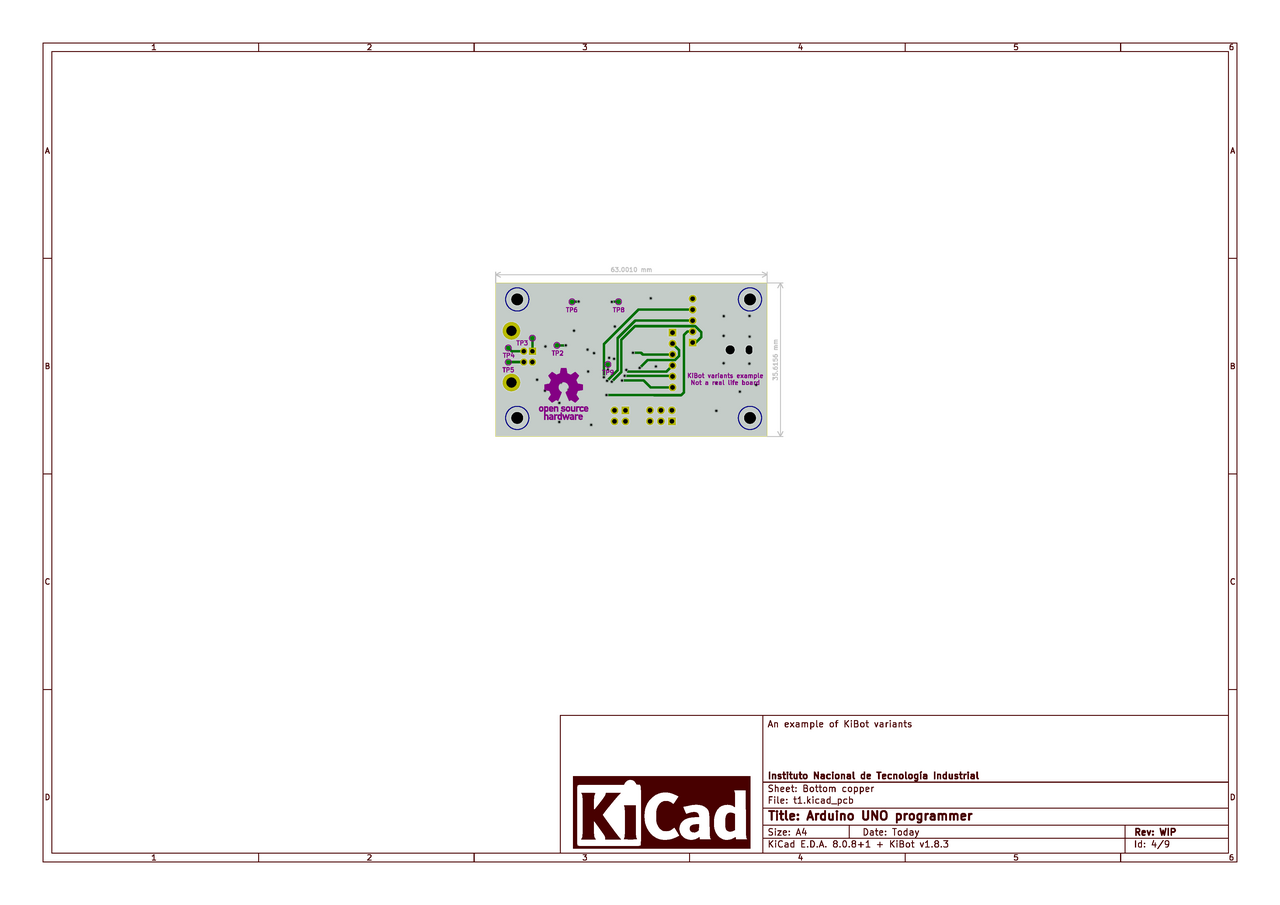 1 2 3 4 5 6
A A
63.0010 mm
TP6 TP8
TP3
TP2
TP4
35.6156 mm
B B
TP5
TP9
KiBot variants example
Not a real life board
open source
hardware
C C
An example of KiBot variants
Instituto Nacional de Tecnología Industrial
Sheet: Bottom copper
D D
File: t1.kicad_pcb
KiCad
Title: Arduino UNO programmer
Size: A4 Date: Today Rev: WIP
KiCad E.D.A. 8.0.8+1 + KiBot v1.8.3 Id: 4/9
1 2 3 4 5 6